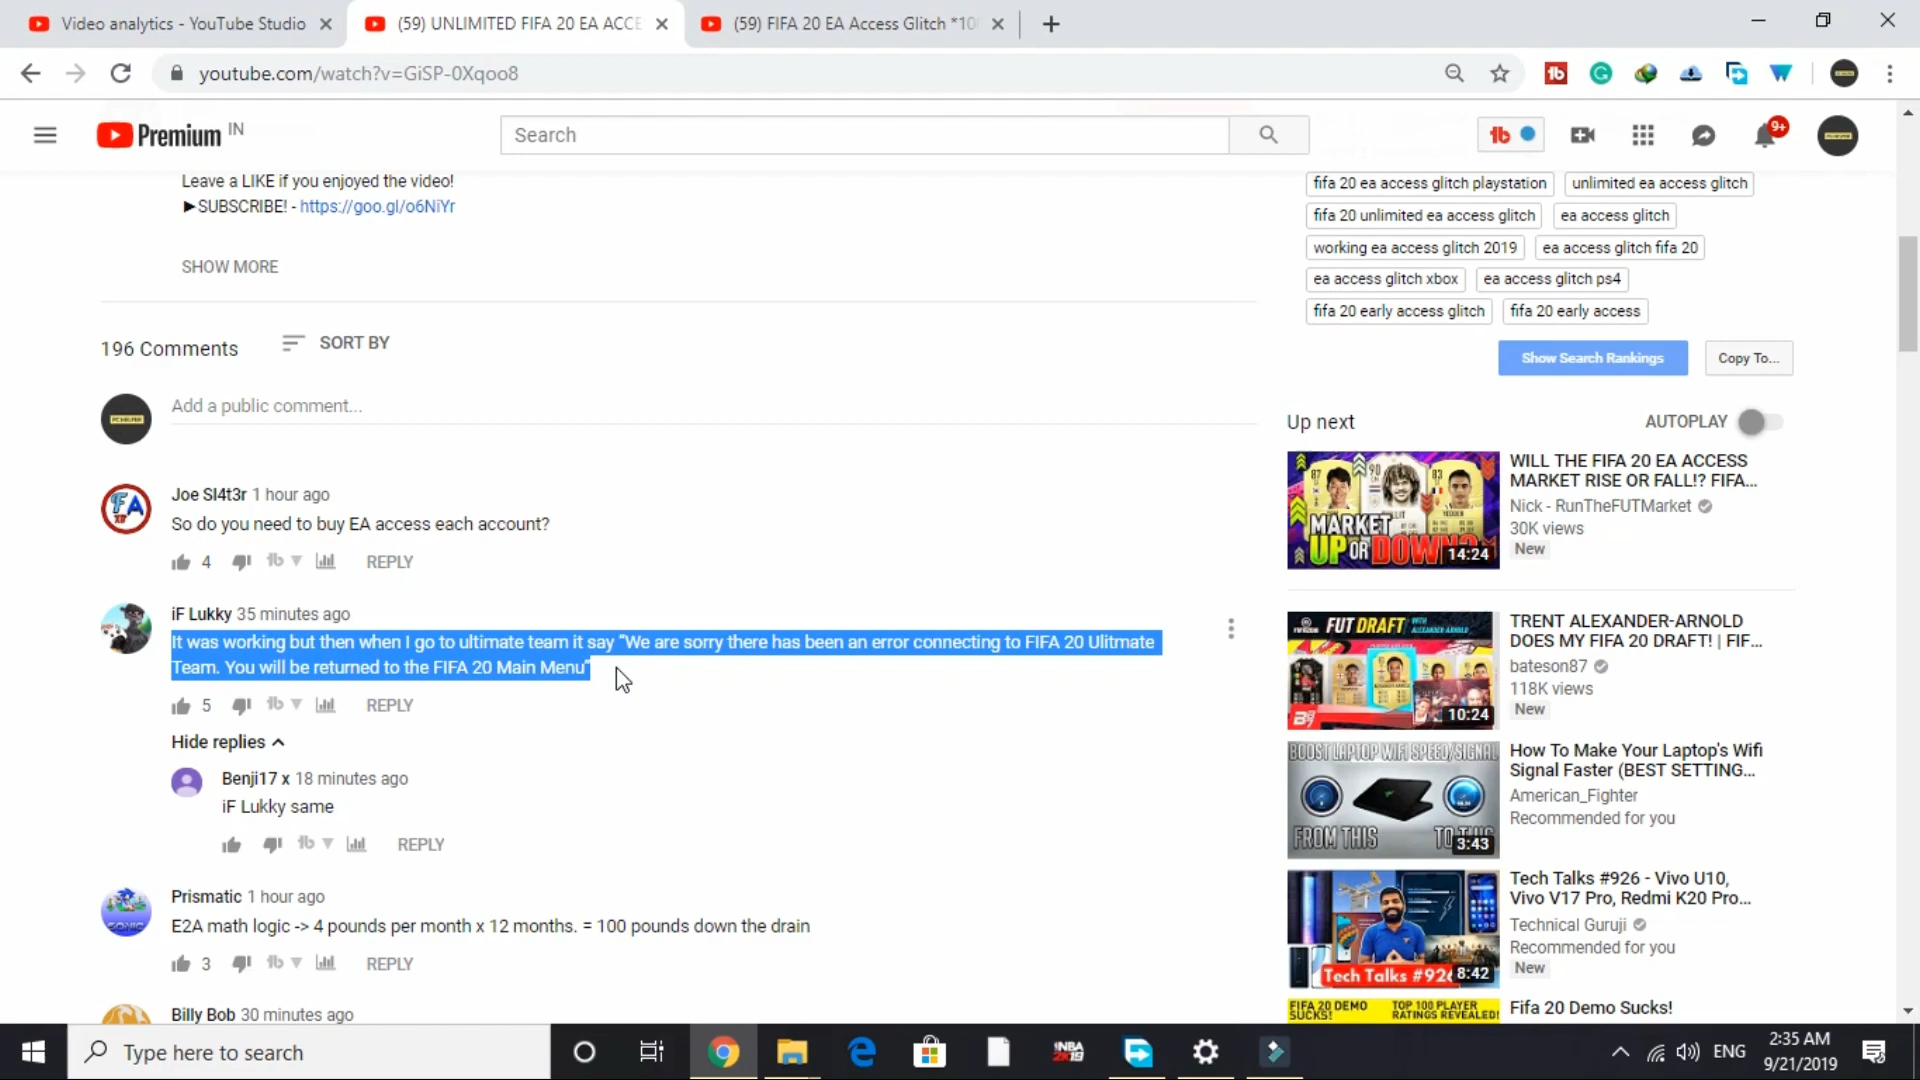 Video analytics - YouTube Studio
(59) UNLIMITED FIFA 20 EA ACCE
(59) FIFA 20 EA Access Glitch *10
youtube.com/watch?v=GiSP-0Xqoo8
Premium IN
Search
9+
Leave a LIKE if you enjoyed the video!
►SUBSCRIBE! - https://goo.gl/o6NiYr
SHOW MORE
fifa 20 ea access glitch playstation
unlimited ea access glitch
fifa 20 unlimited ea access glitch
ea access glitch
working ea access glitch 2019
ea access glitch fifa 20
ea access glitch xbox
ea access glitch ps4
fifa 20 early access glitch
fifa 20 early access
Show Search Rankings
Copy To...
196 Comments
SORT BY
Add a public comment...
Joe Sl4t3r 1 hour ago
So do you need to buy EA access each account?
4
REPLY
iF Lukky 35 minutes ago
It was working but then when I go to ultimate team it say “We are sorry there has been an error connecting to FIFA 20 Ulitmate
Team. You will be returned to the FIFA 20 Main Menu”
5
REPLY
Hide replies
Benji17 x 18 minutes ago
iF Lukky same
REPLY
Prismatic 1 hour ago
E2A math logic -> 4 pounds per month x 12 months. = 100 pounds down the drain
3
REPLY
Billy Bob 30 minutes ago
Up next
AUTOPLAY
MARKET
UP OR DOWN?
14:24
WILL THE FIFA 20 EA ACCESS
MARKET RISE OR FALL!? FIFA...
Nick - RunTheFUTMarket
30K views
New
FUT DRAFT WITH
ALEXANDER-ARNOLD
10:24
TRENT ALEXANDER-ARNOLD
DOES MY FIFA 20 DRAFT! | FIF...
bateson87
118K views
New
BOOST LAPTOP WIFI SPEED/SIGNAL
FROM THIS
TO THIS
3:43
How To Make Your Laptop's Wifi
Signal Faster (BEST SETTING...
American_Fighter
Recommended for you
Tech Talks #926
8:42
Tech Talks #926 - Vivo U10,
Vivo V17 Pro, Redmi K20 Pro...
Technical Guruji
Recommended for you
New
FIFA 20 DEMO
SUCKS!
TOP 100 PLAYER
RATINGS REVEALED!
Fifa 20 Demo Sucks!
Type here to search
NBA
2K19
ENG
2:35 AM
9/21/2019